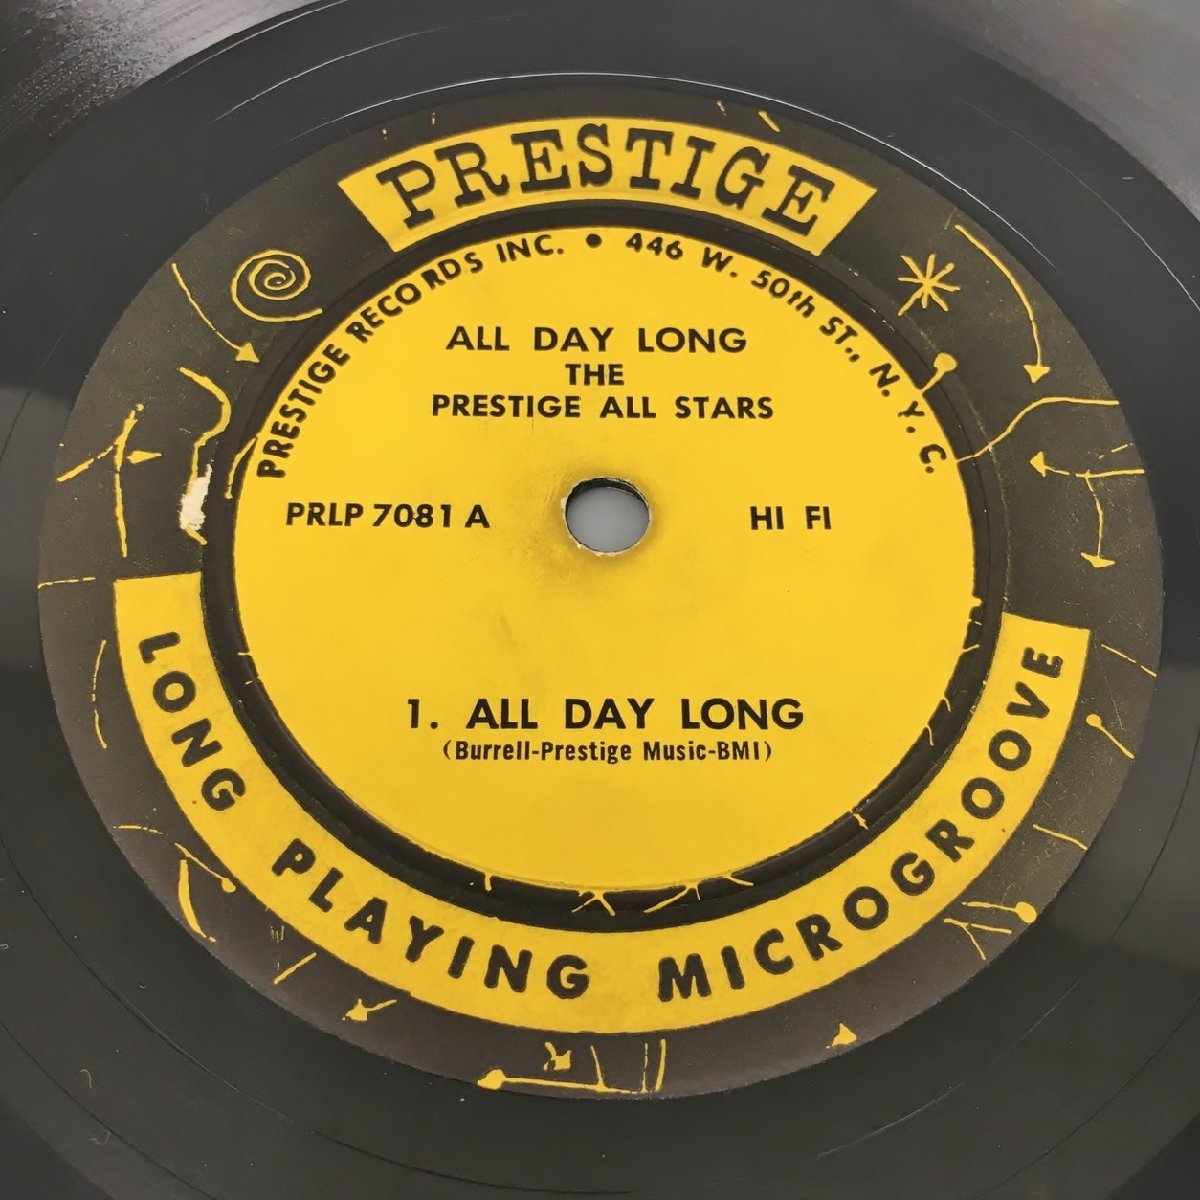 PRESTIGE
PRESTIGE RECORDS INC. • 446 W. 50th ST., N. Y. C.
ALL DAY LONG
THE
PRESTIGE ALL STARS
PRLP 7081 A
HI FI
1. ALL DAY LONG
(Burrell-Prestige Music-BMI)
LONG PLAYING MICROGROOVE